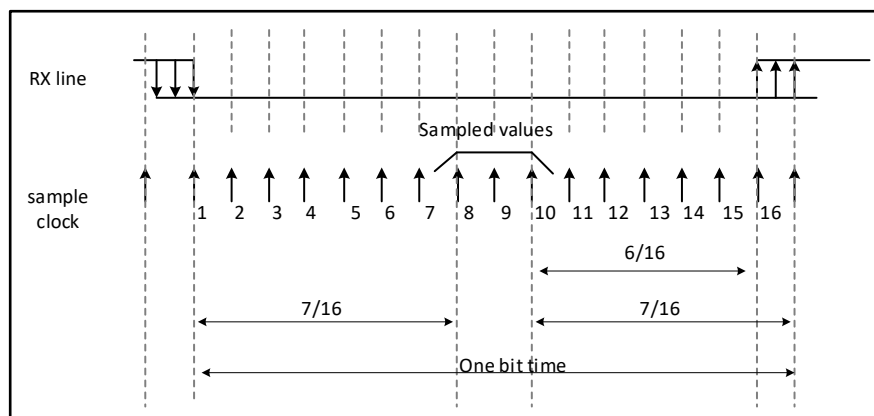 RX line
Sampled values
sample
clock
1 2 3 4 5 6 7 8 9 10 11 12 13 14 15 16
6/16
7/16 7/16
One bit time